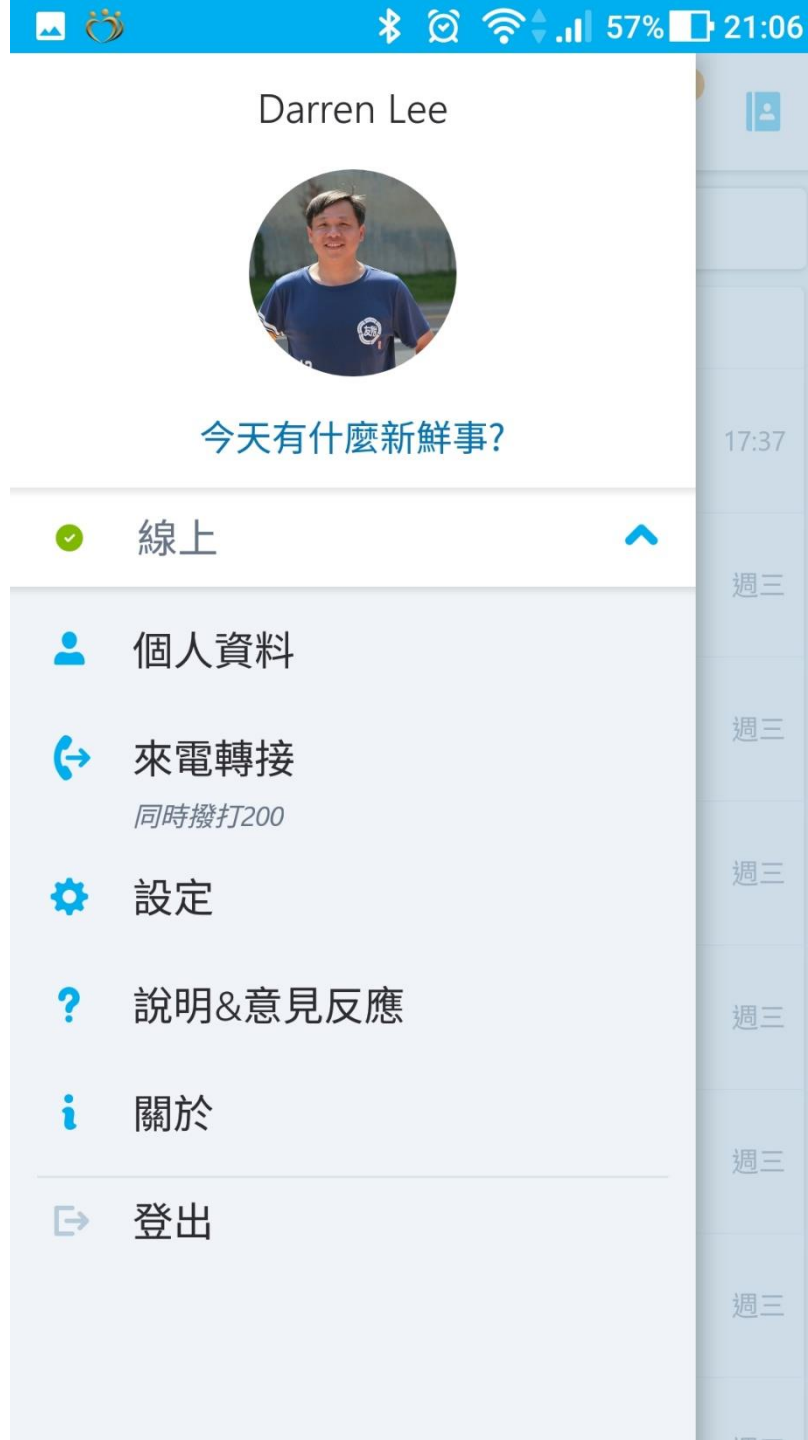 57% 21:06
Darren Lee
今天有什麼新鮮事?
17:37
線上
週三
個人資料
週三
來電轉接
同時撥打200
週三
設定
說明&意見反應
週三
關於
週三
登出
週三